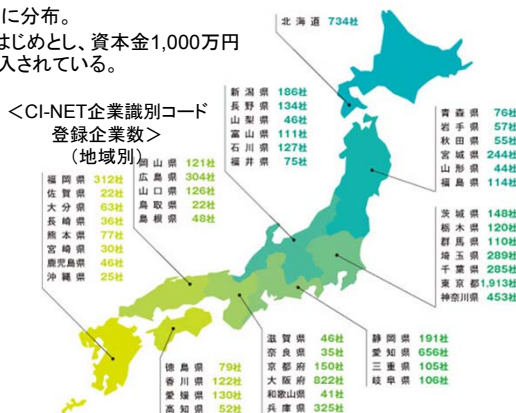 に分布。
はじめとし、資本金1,000万円
入されている。
<CI-NET企業識別コード
登録企業数>
(地域別)
北海道 734社
新潟県 186社
長野県 134社
山梨県 46社
富山県 111社
石川県 127社
福井県 75社
青森県 76社
岩手県 57社
秋田県 55社
宮城県 244社
山形県 44社
福島県 114社
岡山県 121社
広島県 304社
山口県 126社
鳥取県 22社
島根県 48社
福岡県 312社
佐賀県 22社
大分県 63社
長崎県 36社
熊本県 77社
宮崎県 30社
鹿児島県 46社
沖縄県 25社
茨城県 148社
栃木県 120社
群馬県 110社
埼玉県 289社
千葉県 285社
東京都 1,913社
神奈川県 453社
徳島県 79社
香川県 122社
愛媛県 130社
高知県 52社
滋賀県 46社
奈良県 35社
京都府 150社
大阪府 822社
和歌山県 41社
兵庫県 325社
静岡県 191社
愛知県 656社
三重県 105社
岐阜県 106社